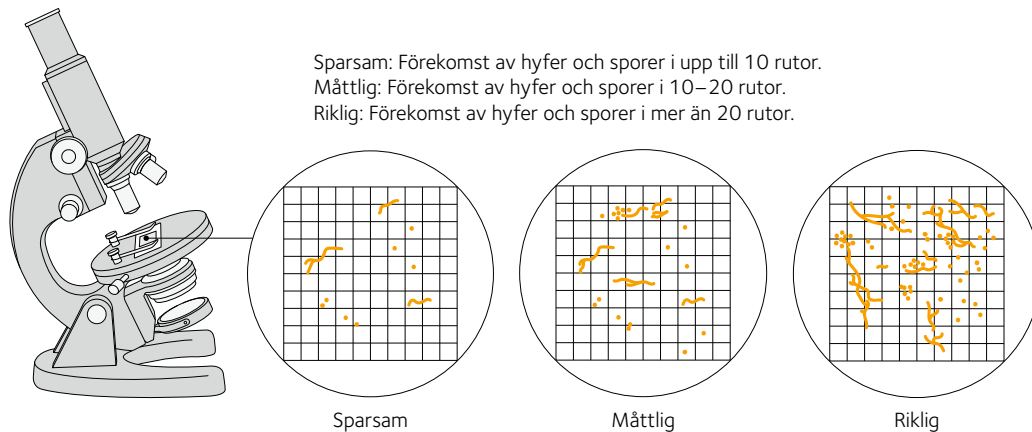 Sparsam: Förekomst av hyfer och sporer i upp till 10 rutor.
Måttlig: Förekomst av hyfer och sporer i 10–20 rutor.
Riklig: Förekomst av hyfer och sporer i mer än 20 rutor.
Sparsam
Måttlig
Riklig